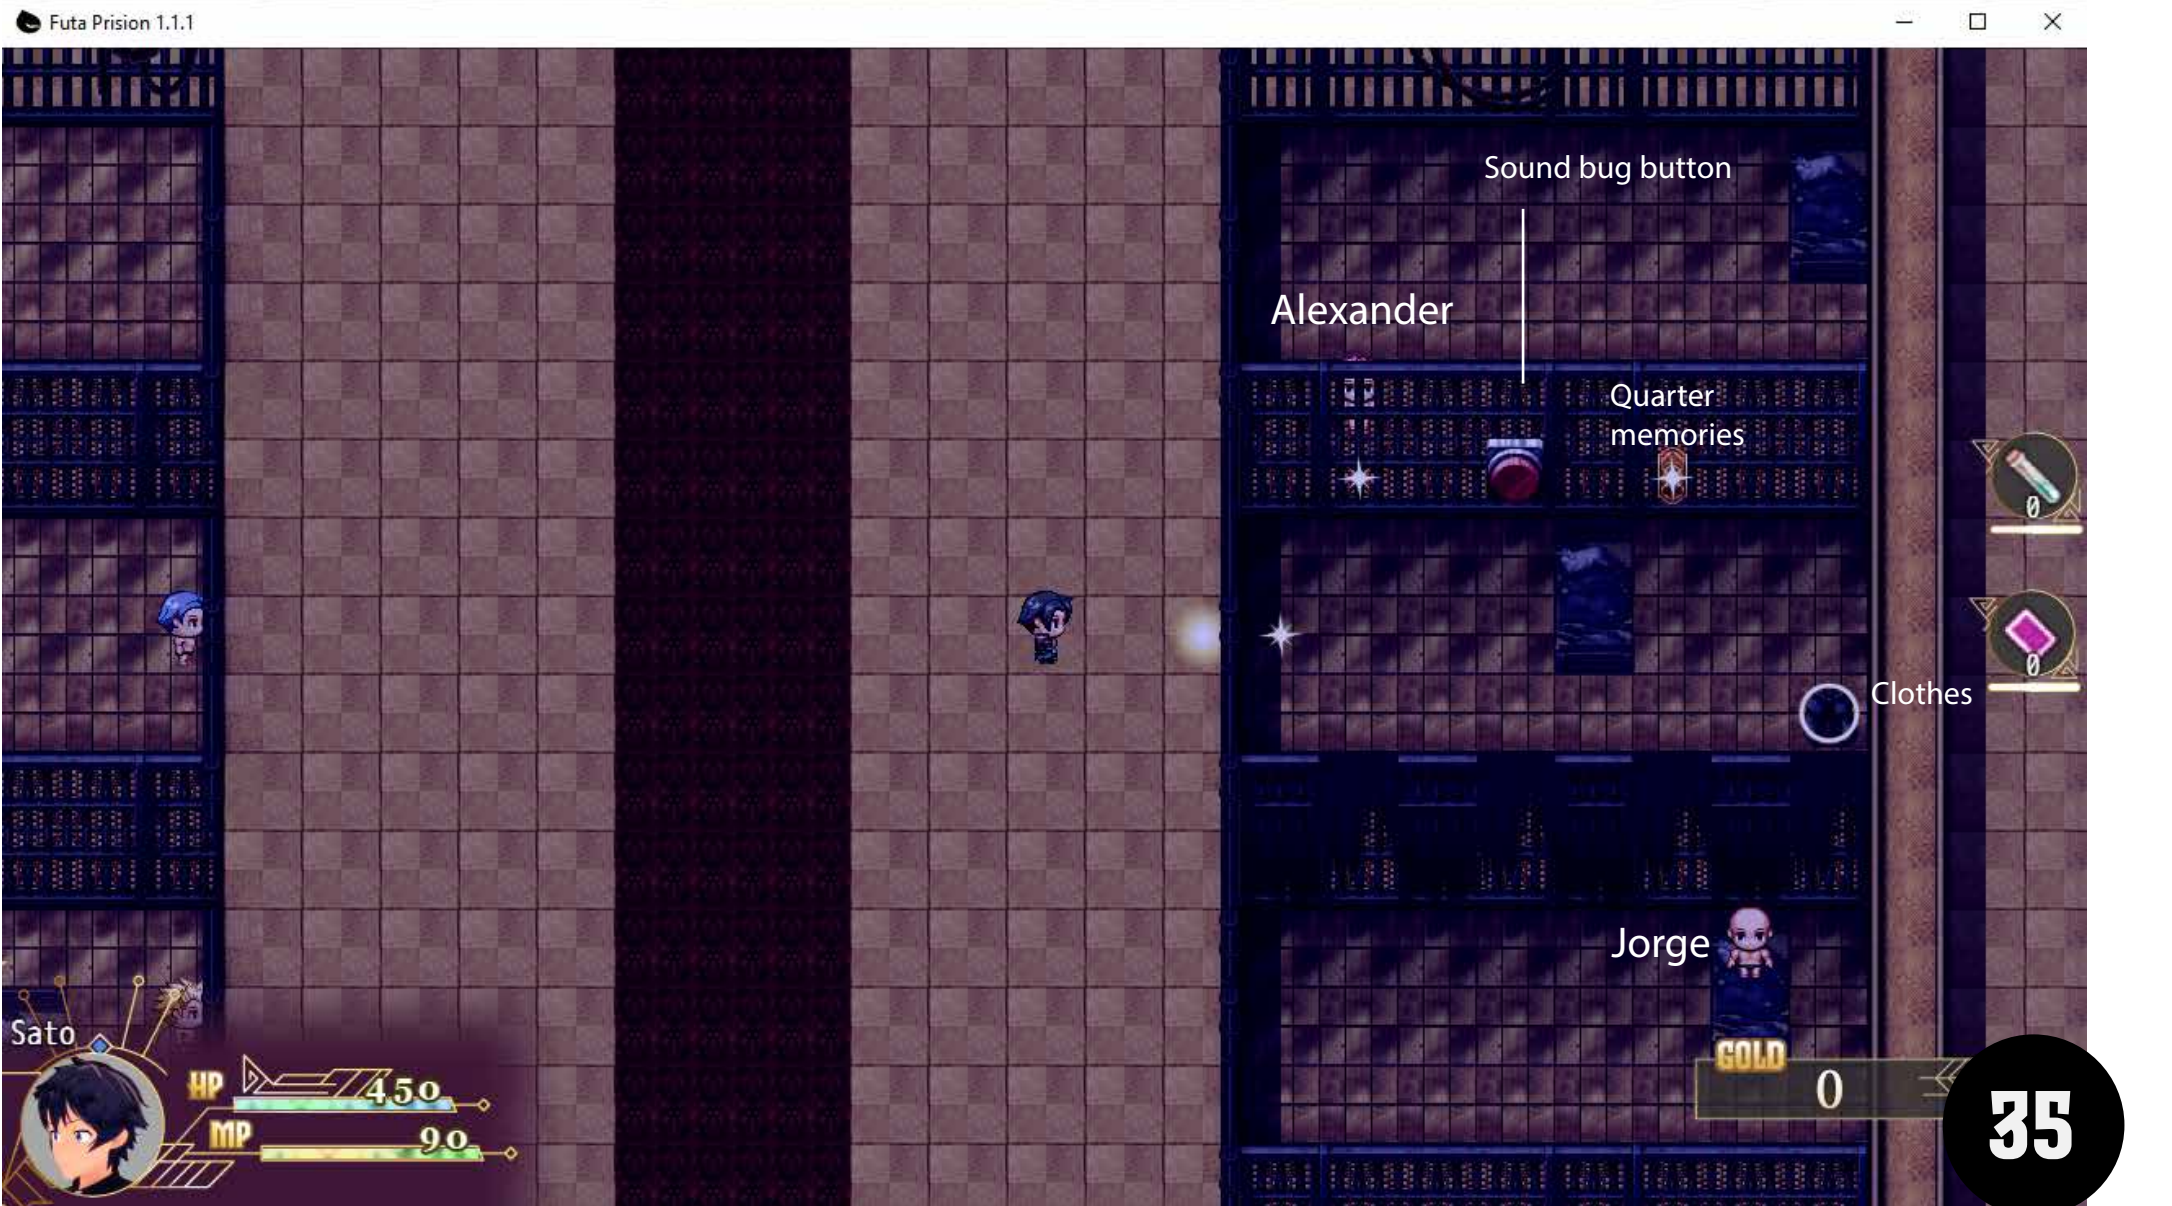 Futa Prision 1.1.1
Sound bug button
Alexander
Quarter
memories
0
0
Clothes
Jorge
Sato
HP 450
MP 90
GOLD
0
35